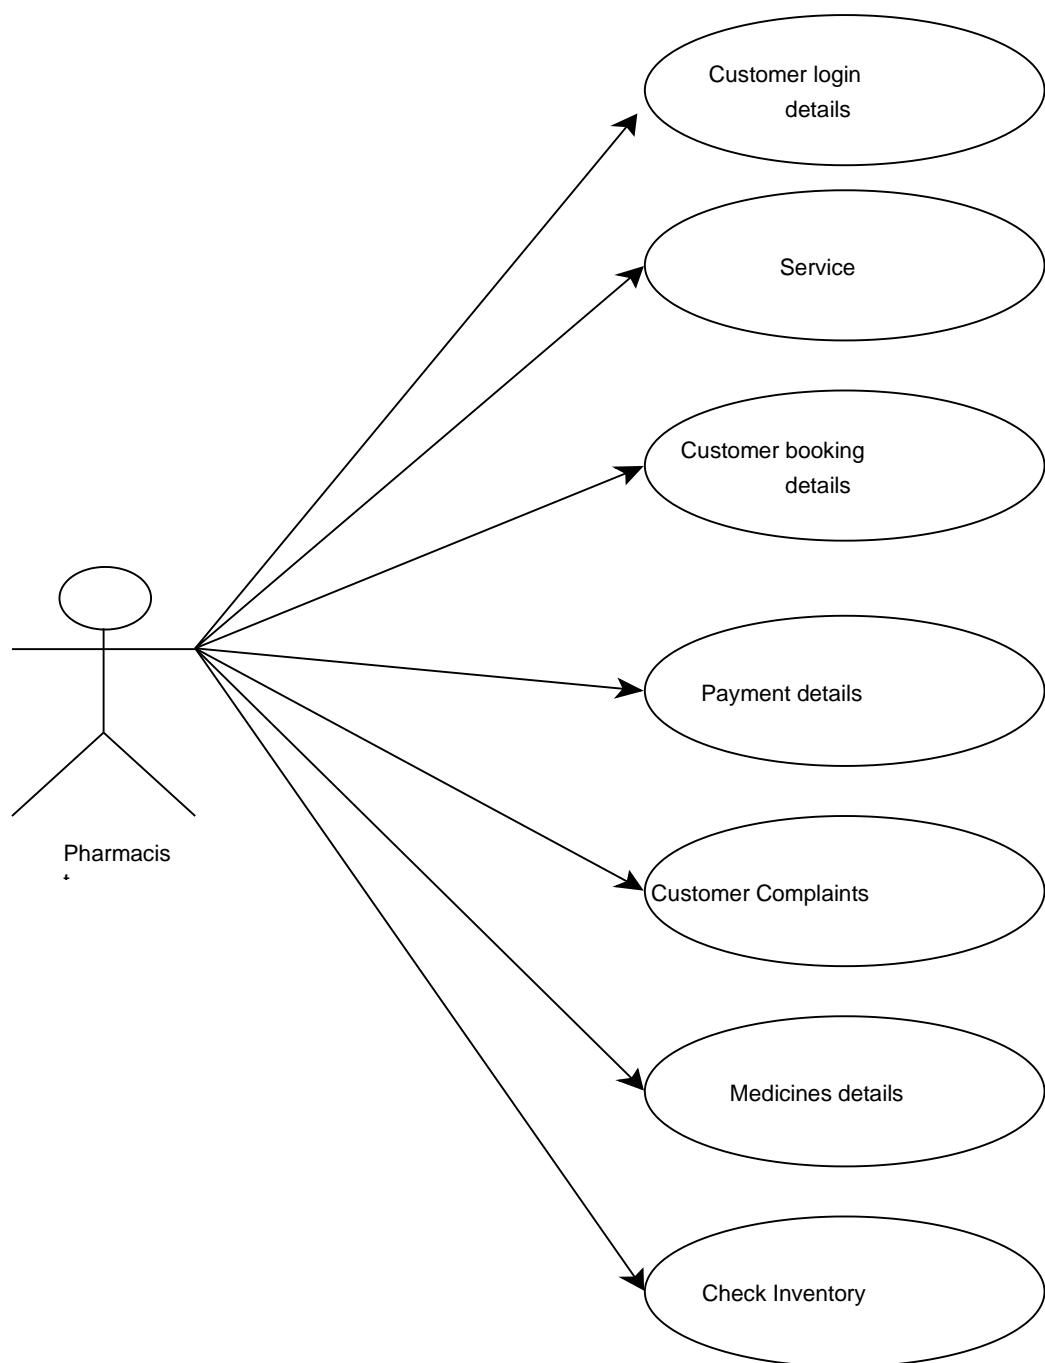 Customer login
details
Service
Customer booking
details
Payment details
Pharmacis
t
Customer Complaints
Medicines details
Check Inventory